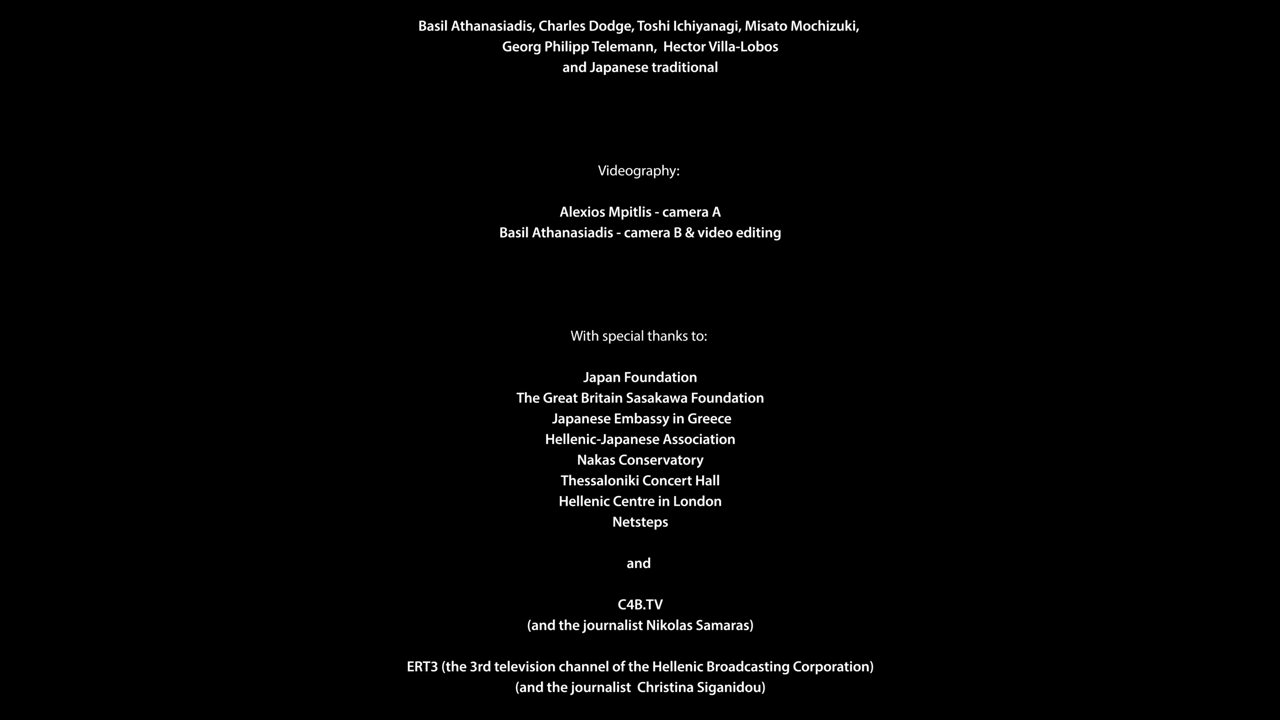 Basil Athanasiadis, Charles Dodge, Toshi Ichiyanagi, Misato Mochizuki,
Georg Philipp Telemann, Hector Villa-Lobos
and Japanese traditional
Videography:
Alexios Mpitlis - camera A
Basil Athanasiadis - camera B & video editing
With special thanks to:
Japan Foundation
The Great Britain Sasakawa Foundation
Japanese Embassy in Greece
Hellenic-Japanese Association
Nakas Conservatory
Thessaloniki Concert Hall
Hellenic Centre in London
Netsteps
and
C4B.TV
(and the journalist Nikolas Samaras)
ERT3 (the 3rd television channel of the Hellenic Broadcasting Corporation)
(and the journalist Christina Siganidou)